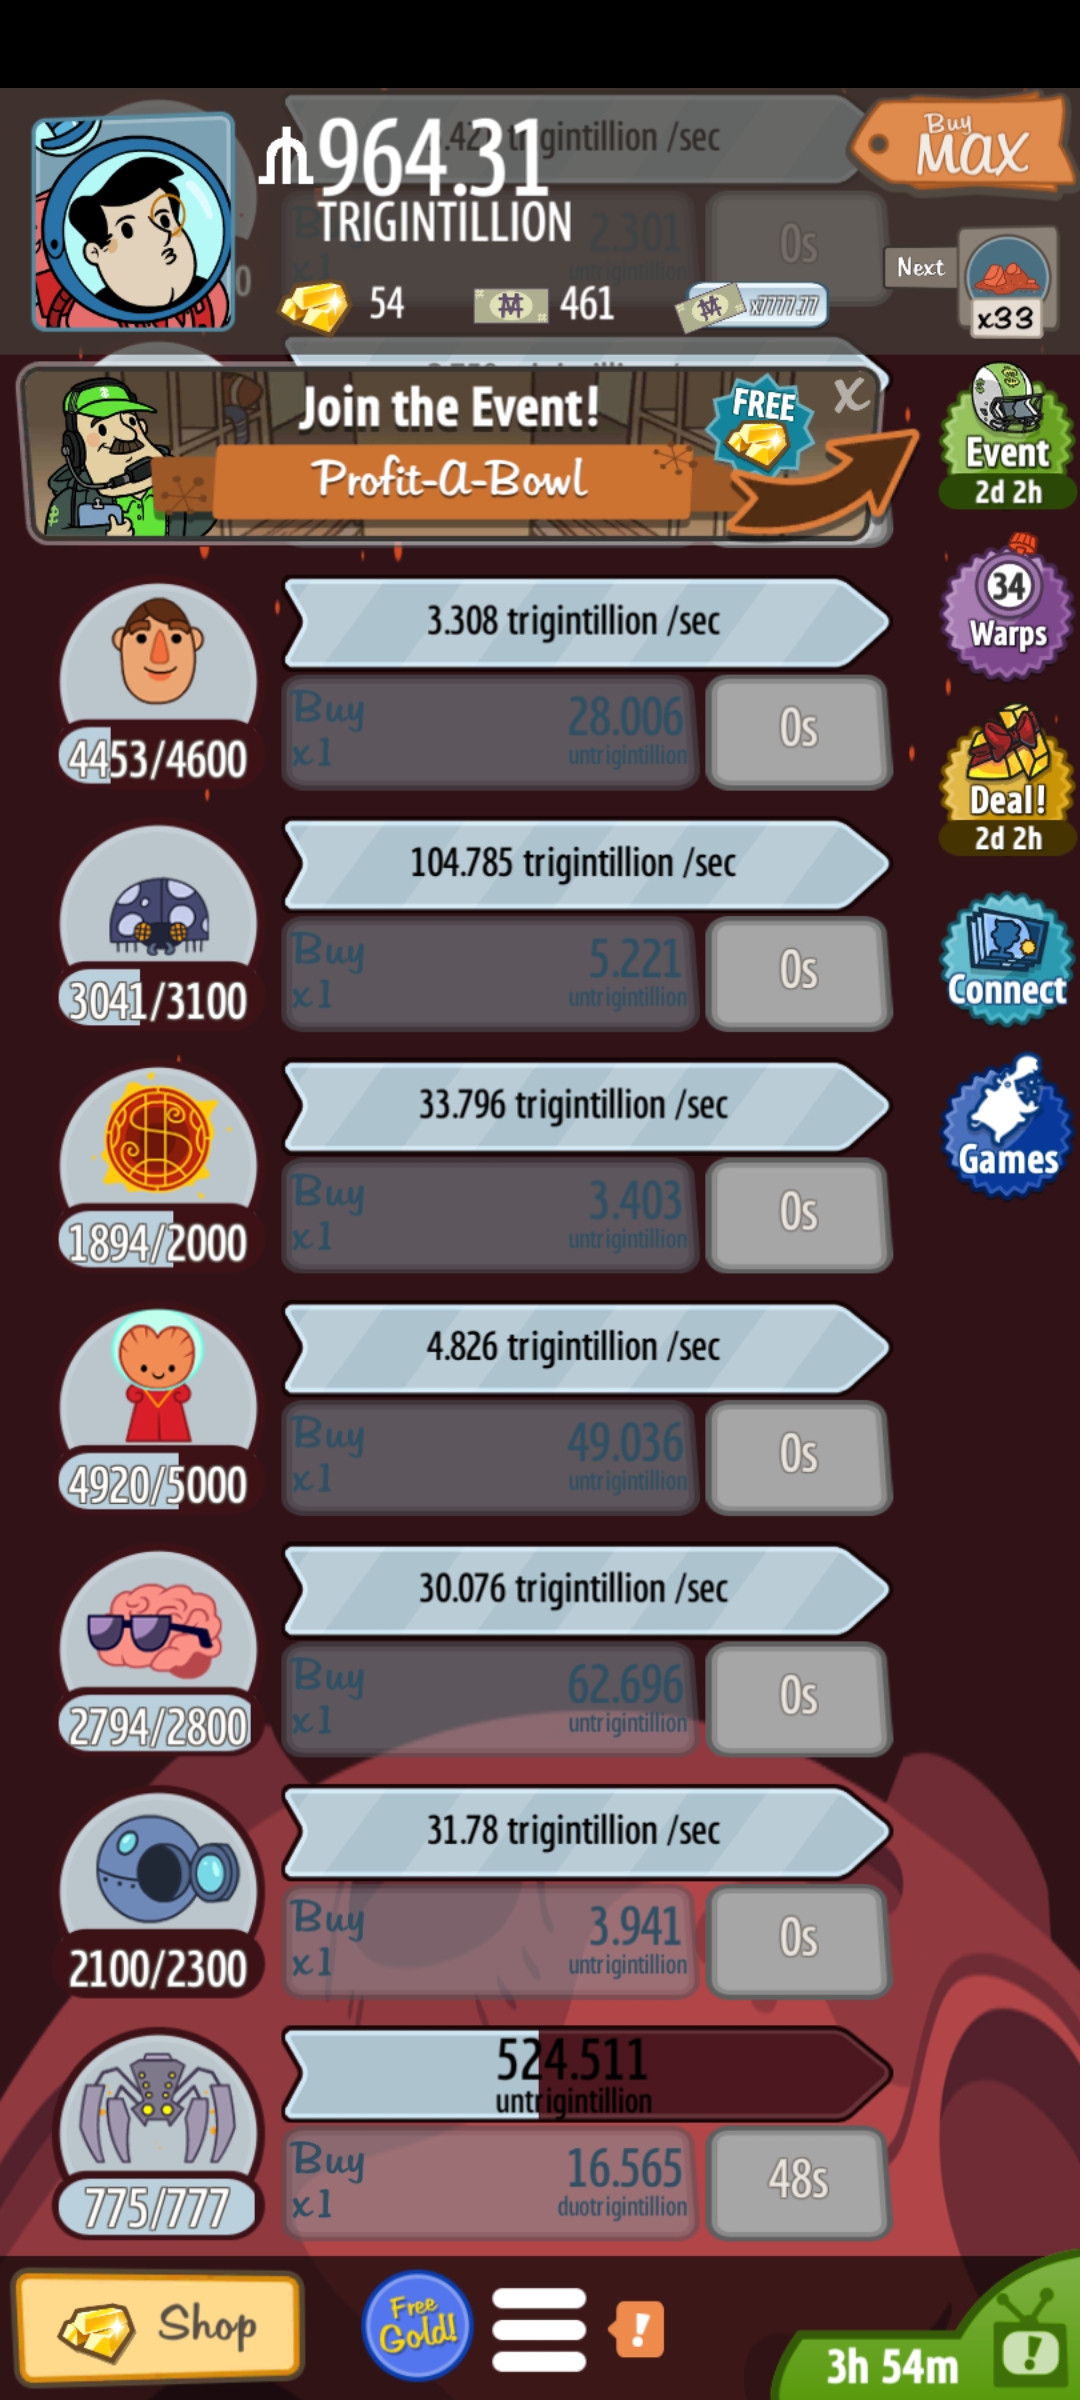 964.31
TRIGINTILLION
trigintillion /sec
Buy
MAX
2.301
untrigintillion
0s
Next
x33
54
461
x7777.77
Join the Event!
FREE
X
Profit-A-Bowl
Event
2d 2h
3.308 trigintillion /sec
Buy
x1
28.006
untrigintillion
0s
4453/4600
34
Warps
Deal!
2d 2h
104.785 trigintillion /sec
Buy
x1
5.221
untrigintillion
0s
3041/3100
Connect
33.796 trigintillion /sec
Buy
x1
3.403
untrigintillion
0s
1894/2000
Games
4.826 trigintillion /sec
Buy
x1
49.036
untrigintillion
0s
4920/5000
30.076 trigintillion /sec
Buy
x1
62.696
untrigintillion
0s
2794/2800
31.78 trigintillion /sec
Buy
x1
3.941
untrigintillion
0s
2100/2300
524.511
untrigintillion
Buy
x1
16.565
duotrigintillion
48s
775/777
Shop
Free
Gold!
!
3h 54m
!